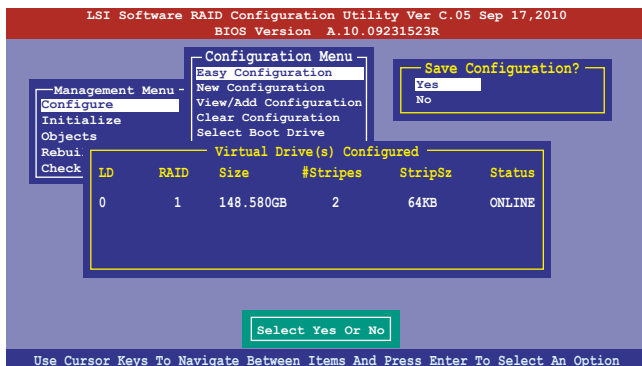 LSI Software RAID Configuration Utility Ver C.05 Sep 17,2010
BIOS Version A.10.09231523R
Configuration Menu
Easy Configuration
New Configuration
View/Add Configuration
Clear Configuration
Select Boot Drive
Save Configuration?
Yes
No
Management Menu
Configure
Initialize
Objects
Rebui
Check
Virtual Drive(s) Configured
LD RAID Size #Stripes StripSz Status
0 1 148.580GB 2 64KB ONLINE
Select Yes Or No
Use Cursor Keys To Navigate Between Items And Press Enter To Select An Option